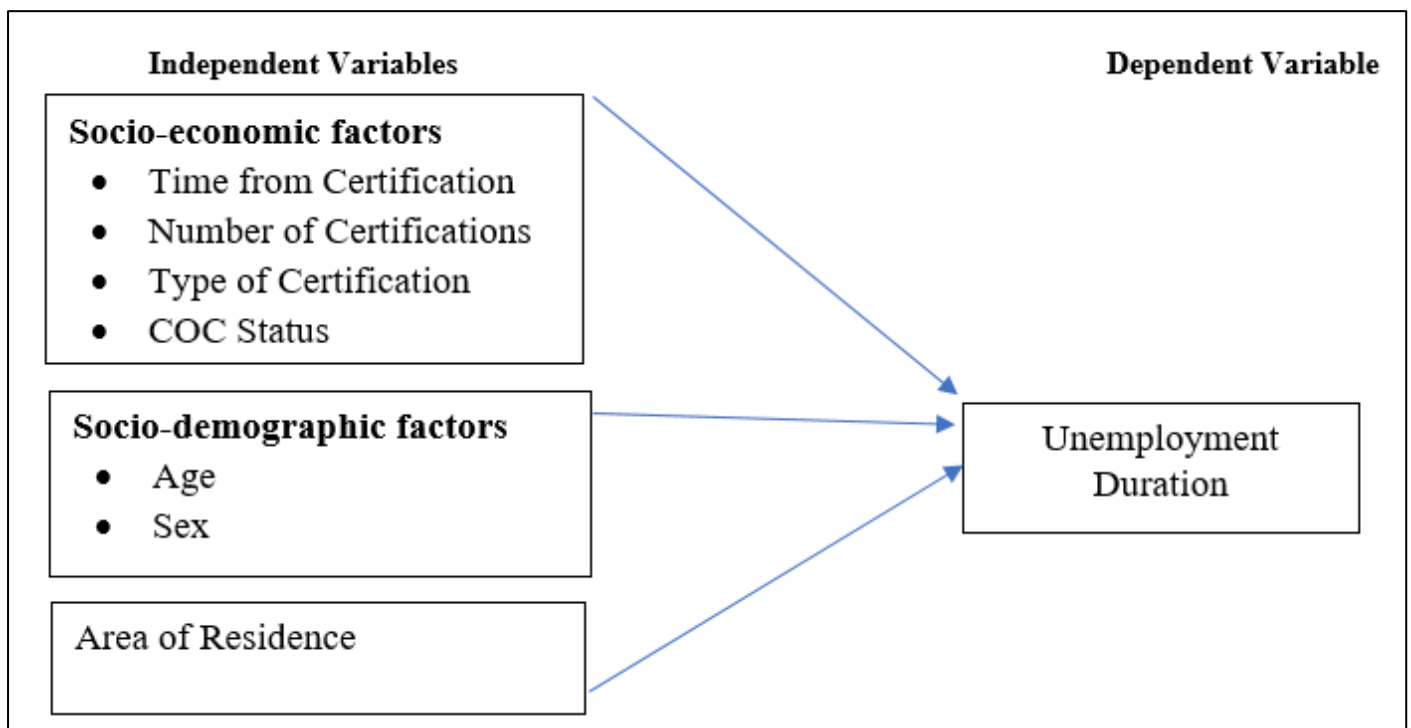 Independent Variables
Dependent Variable
Socio-economic factors
● Time from Certification
● Number of Certifications
● Type of Certification
● COC Status
Socio-demographic factors
● Age
● Sex
Area of Residence
Unemployment
Duration